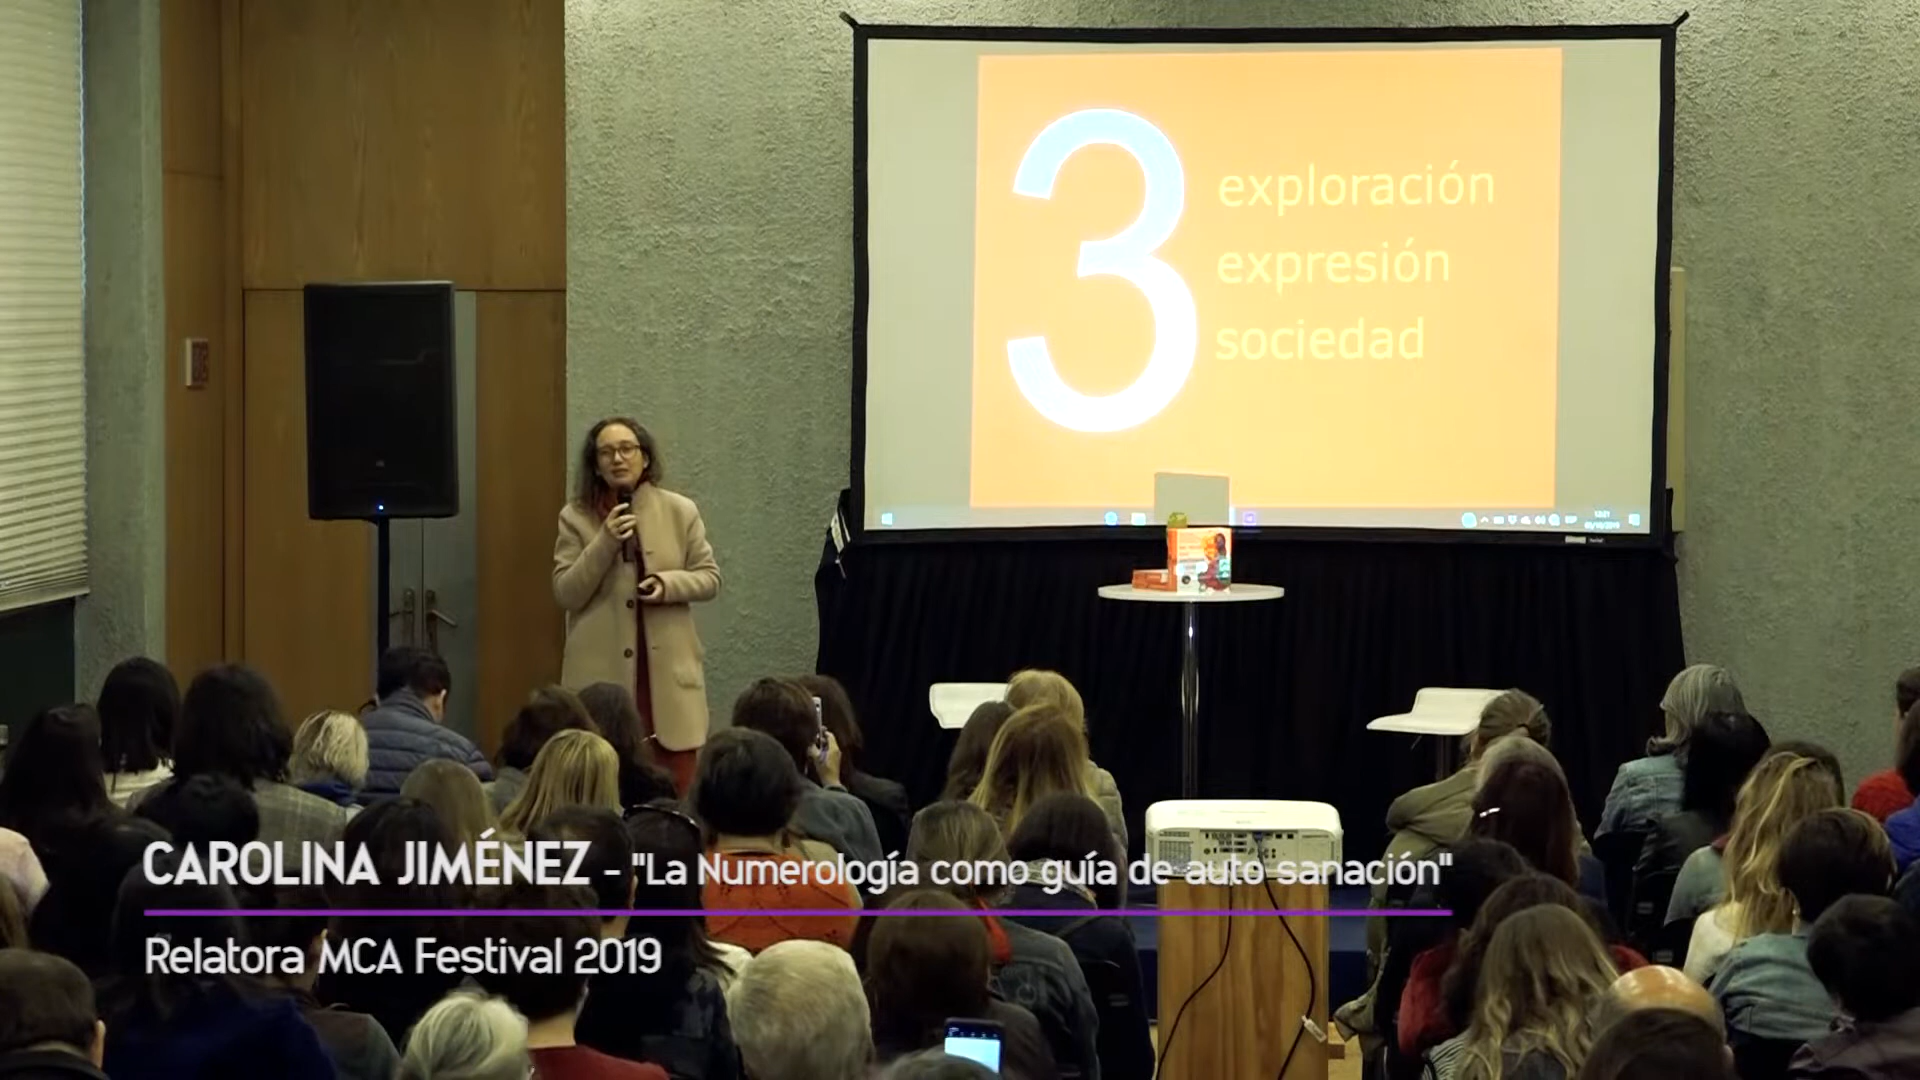 3
exploración
expresión
sociedad
CAROLINA JIMÉNEZ - "La Numerología como guía de auto sanación"
Relatora MCA Festival 2019